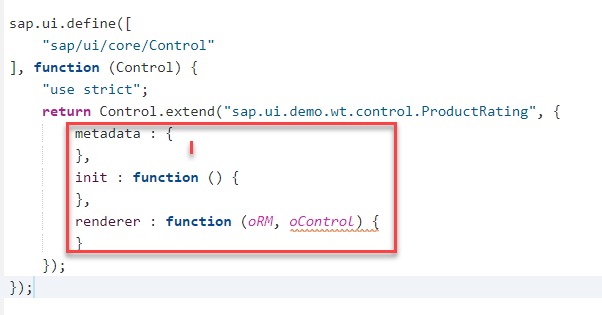 sap.ui.define([
"sap/ui/core/Control"
], function (Control) {
"use strict";
return Control.extend("sap.ui.demo.wt.control.ProductRating", {
metadata : {
},
init : function () {
},
renderer : function (oRM, oControl) {
}
});
});